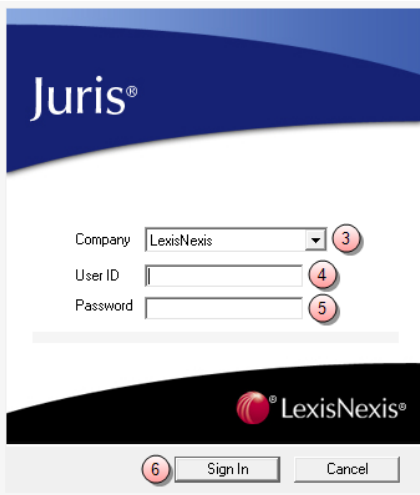 Juris®
Company LexisNexis 3
User ID 4
Password 5
LexisNexis®
6 Sign In Cancel